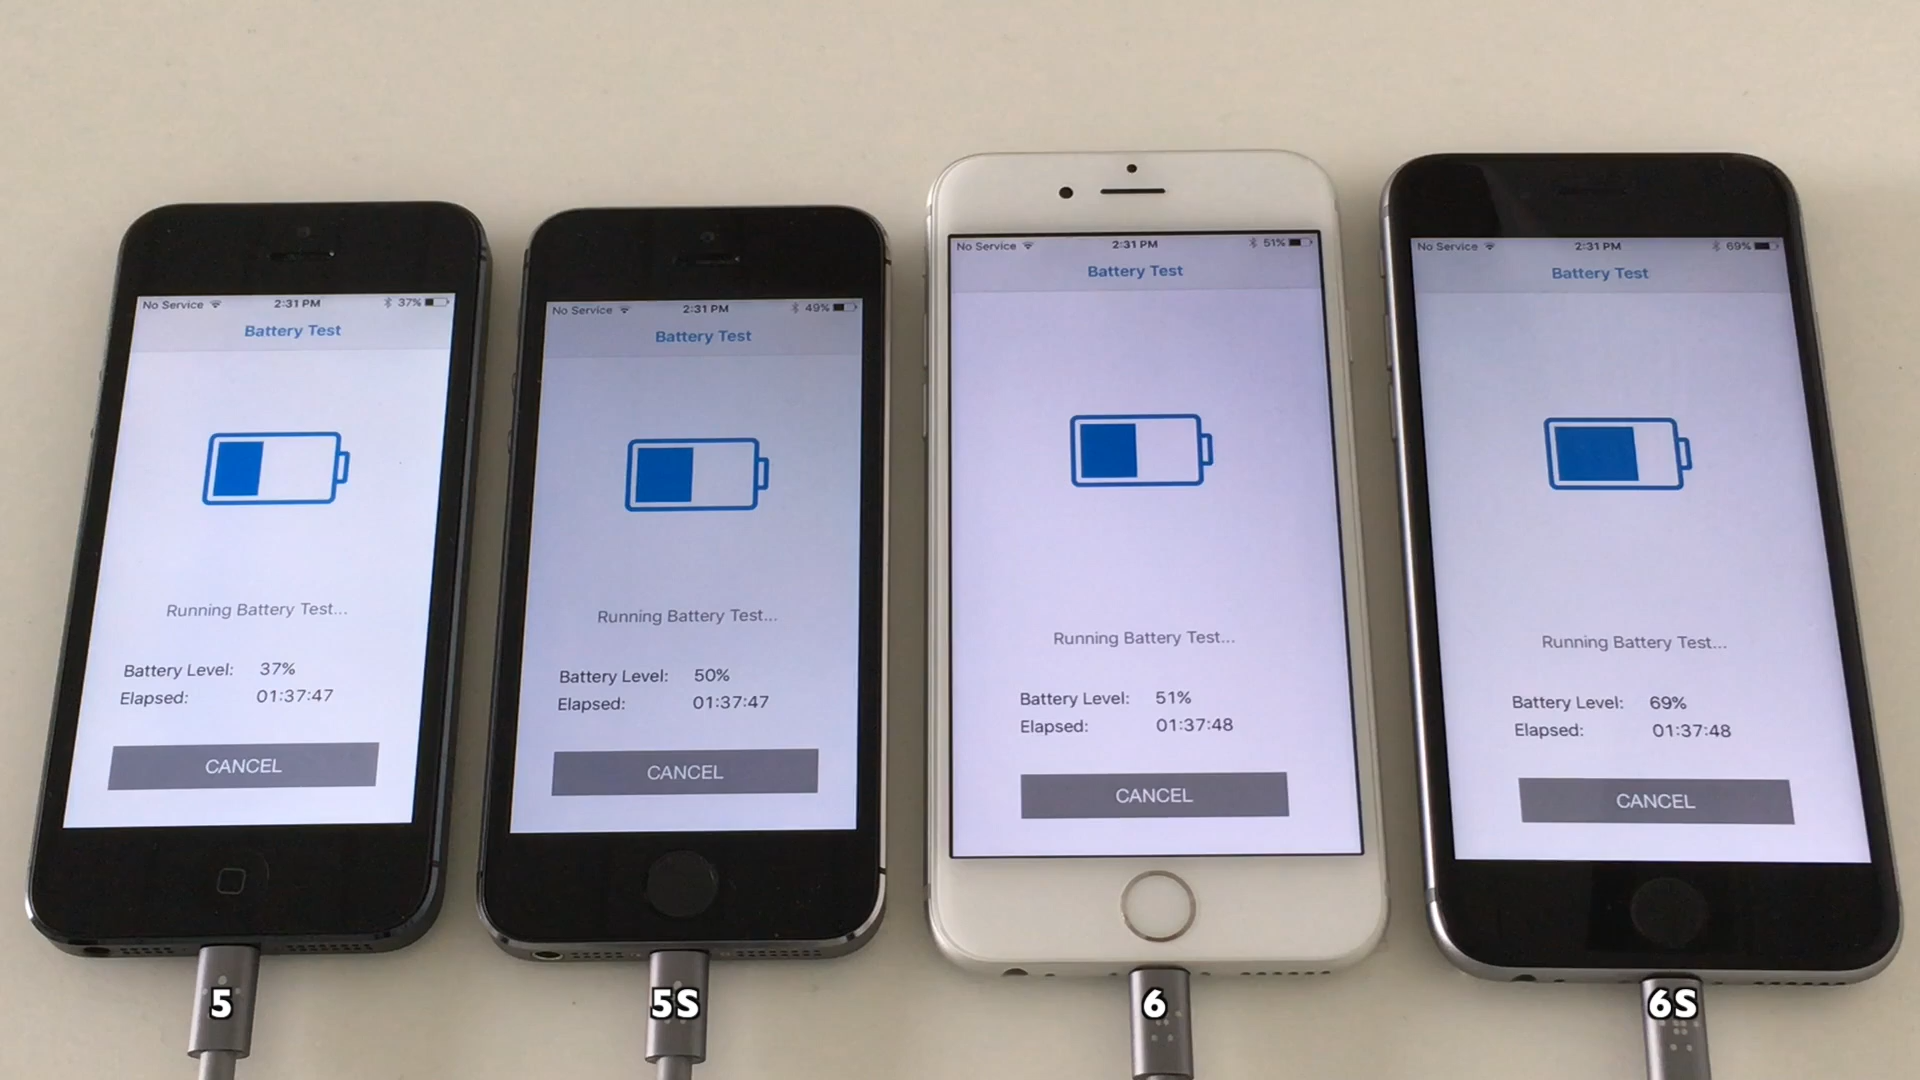 No Service 2:31 PM 37%
Battery Test
Running Battery Test...
Battery Level: 37%
Elapsed: 01:37:47
CANCEL
5
No Service 2:31 PM 49%
Battery Test
Running Battery Test...
Battery Level: 50%
Elapsed: 01:37:47
CANCEL
5S
No Service 2:31 PM 51%
Battery Test
Running Battery Test...
Battery Level: 51%
Elapsed: 01:37:48
CANCEL
6
No Service 2:31 PM 69%
Battery Test
Running Battery Test...
Battery Level: 69%
Elapsed: 01:37:48
CANCEL
6S